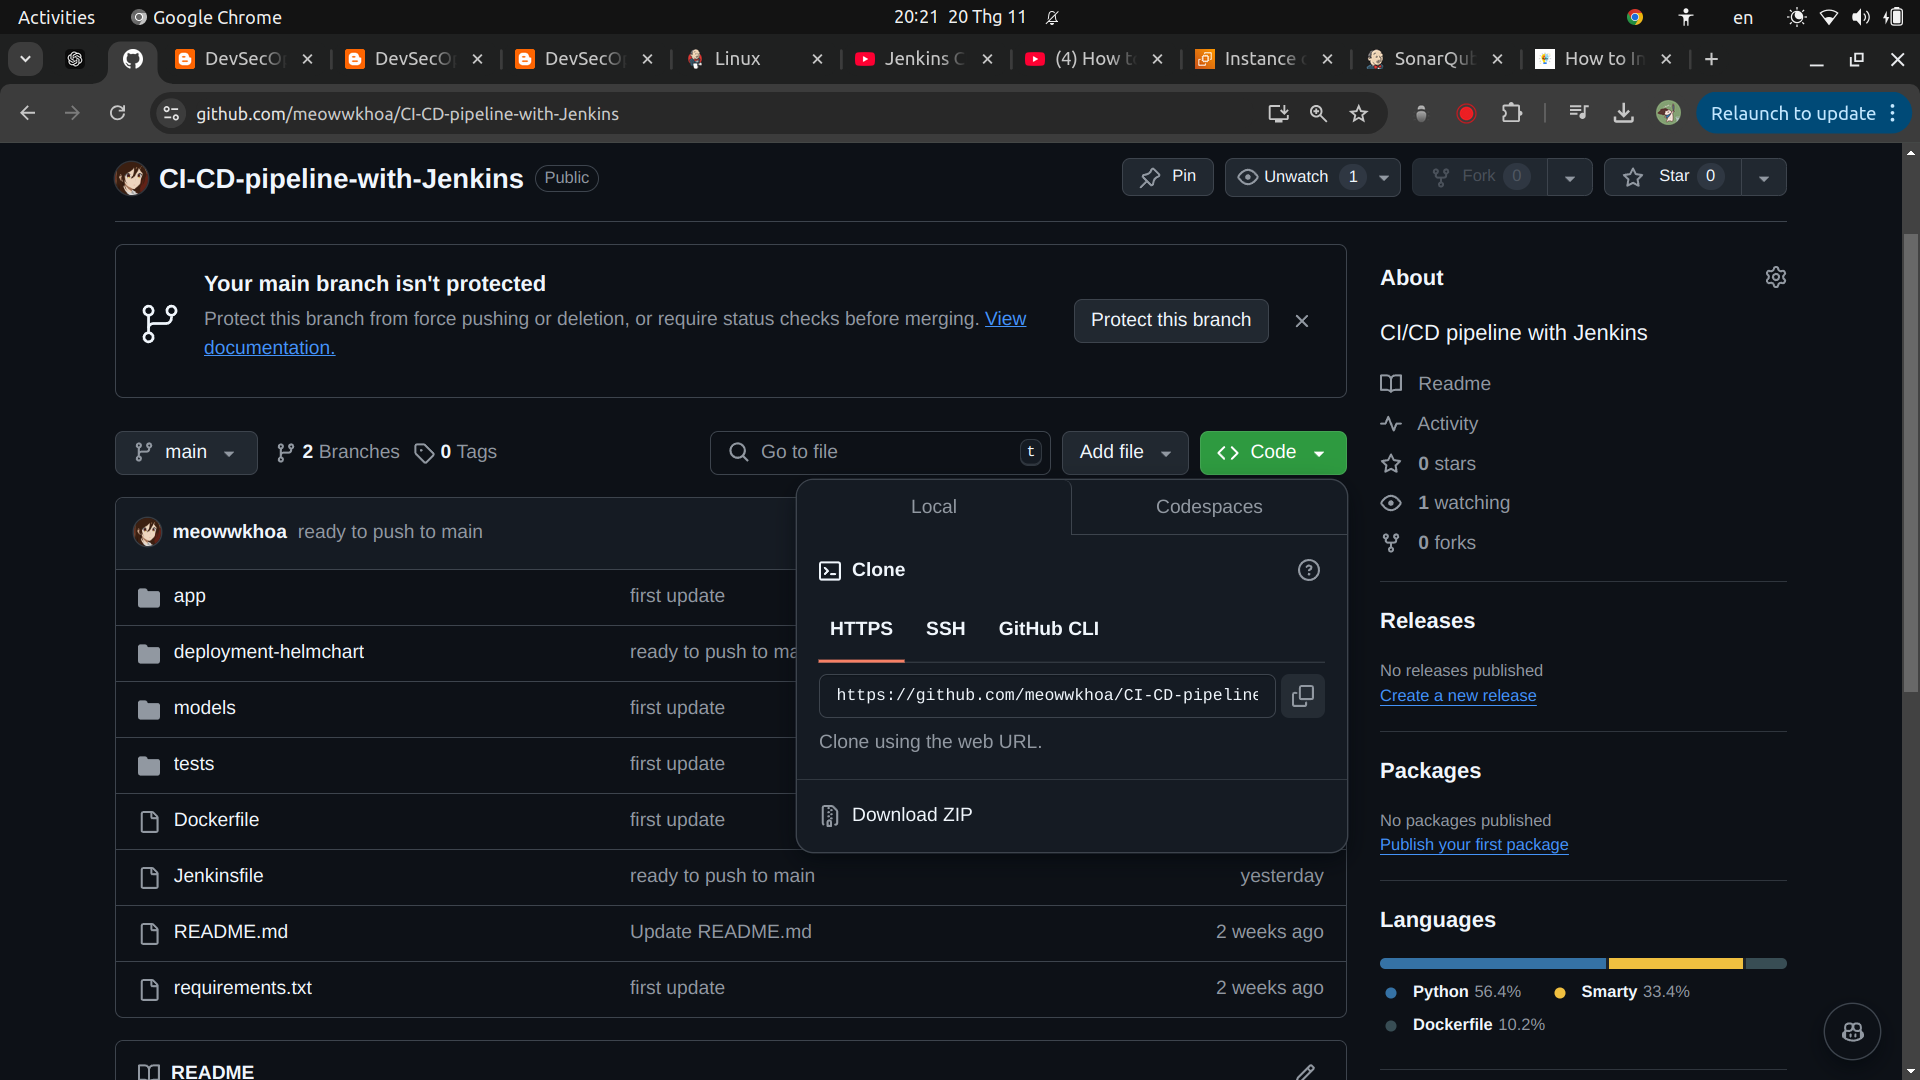 Activities
Google Chrome
20:21 20 Thg 11
en
DevSecO
DevSecO
DevSecO
Linux
Jenkins C
(4) How t
Instance
SonarQub
How to In
github.com/meowwkhoa/CI-CD-pipeline-with-Jenkins
Relaunch to update
CI-CD-pipeline-with-Jenkins
Public
Pin
Unwatch 1
Fork 0
Star 0
Your main branch isn't protected
Protect this branch from force pushing or deletion, or require status checks before merging. View
documentation.
Protect this branch
main
2 Branches
0 Tags
Go to file
t
Add file
Code
meowwkhoa ready to push to main
app first update
deployment-helmchart ready to push to ma
models first update
tests first update
Dockerfile first update
Jenkinsfile ready to push to main yesterday
README.md Update README.md 2 weeks ago
requirements.txt first update 2 weeks ago
README
Local
Codespaces
Clone
HTTPS SSH GitHub CLI
https://github.com/meowwkhoa/CI-CD-pipeline
Clone using the web URL.
Download ZIP
About
CI/CD pipeline with Jenkins
Readme
Activity
0 stars
1 watching
0 forks
Releases
No releases published
Create a new release
Packages
No packages published
Publish your first package
Languages
Python 56.4%
Smarty 33.4%
Dockerfile 10.2%